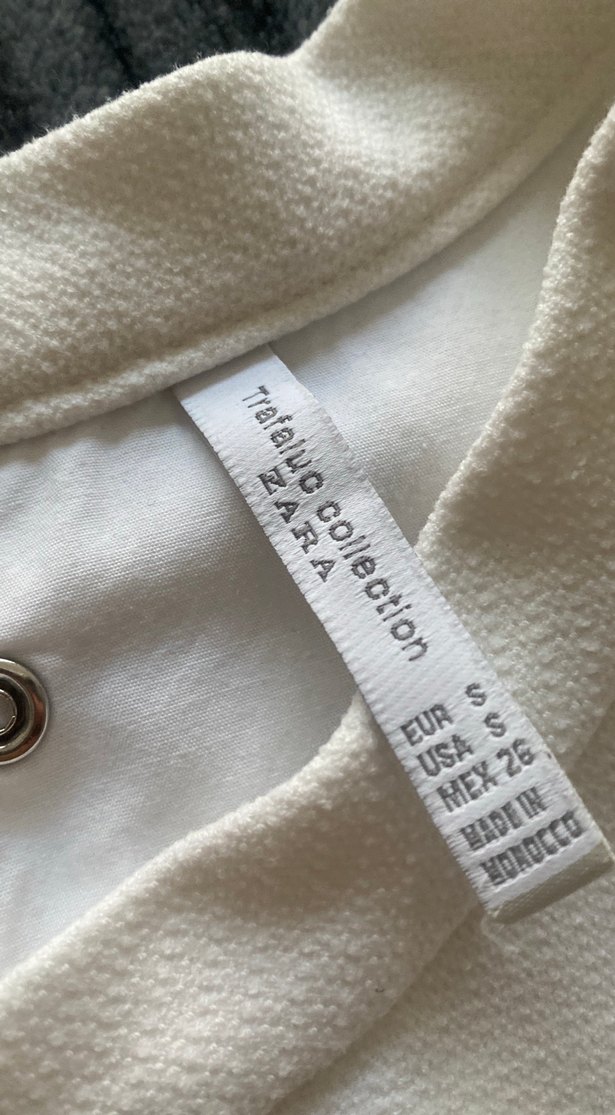 Trafaluc collection
ZARA
EUR S
USA S
MEX 26
MADE IN
MOROCCO